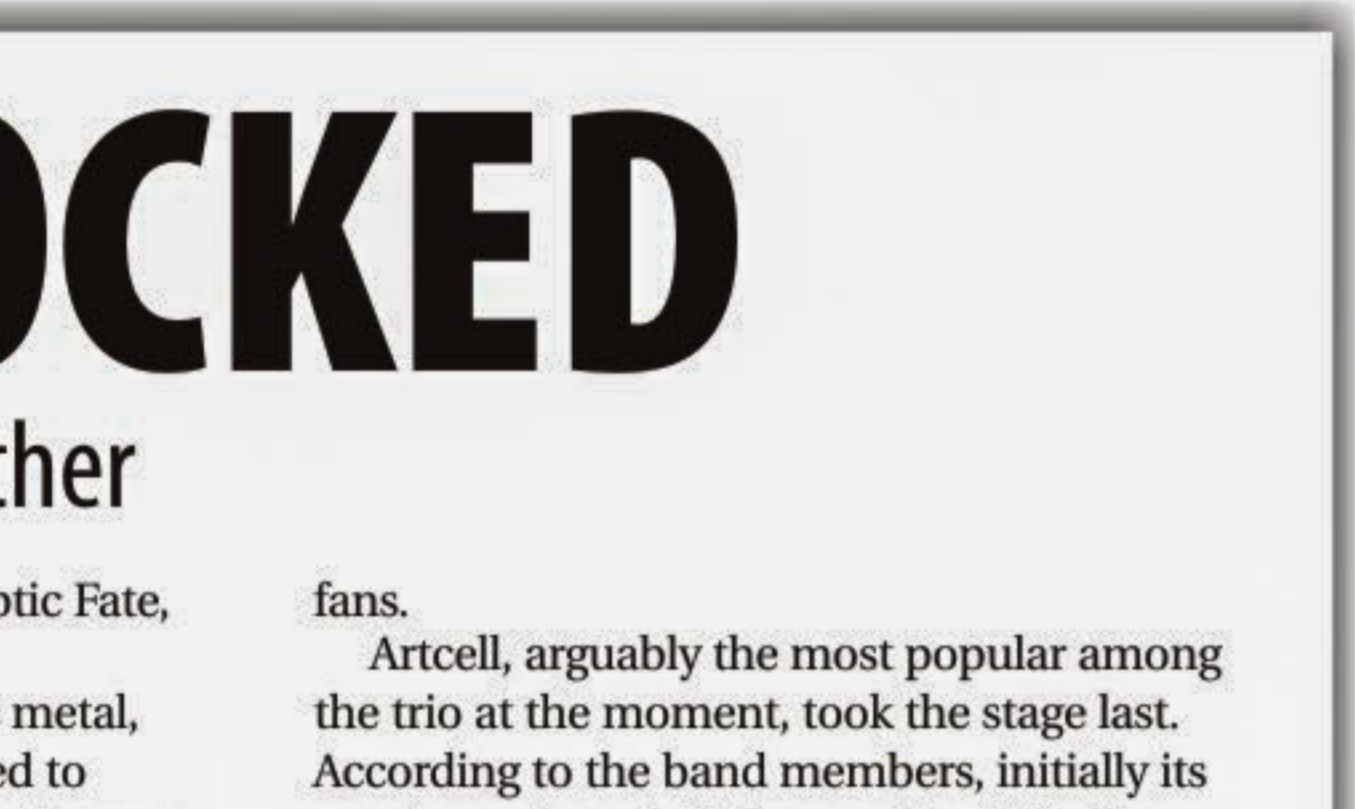 OCKED
ther
ptic Fate,
metal,
ed to
fans.
Artcell, arguably the most popular among
the trio at the moment, took the stage last.
According to the band members, initially its